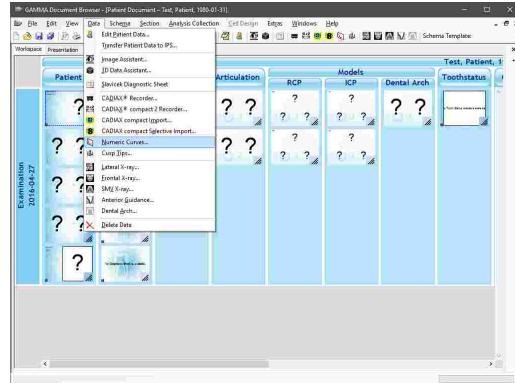 GAMMA Document Browser - [Patient Document - Test, Patient, 1980-01-31]
File Edit View Data Schema Section Analysis Collection Cell Design Extras Windows Help
Schema Template:
Workspace Presentation
Edit Patient Data...
Transfer Patient Data to IPS...
Image Assistant...
3D Data Assistant...
Slavicek Diagnostic Sheet
CADIAX® Recorder...
CADIAX® compact 2 Recorder...
CADIAX compact Import...
CADIAX compact Selective Import...
Numeric Curves...
Cusp Tips...
Lateral X-ray...
Frontal X-ray...
SMV X-ray...
Anterior Guidance...
Dental Arch...
Delete Data
Test, Patient, 1
Patient
Articulation
Models
RCP
ICP
Dental Arch
Toothstatus
Examination
2016-04-27